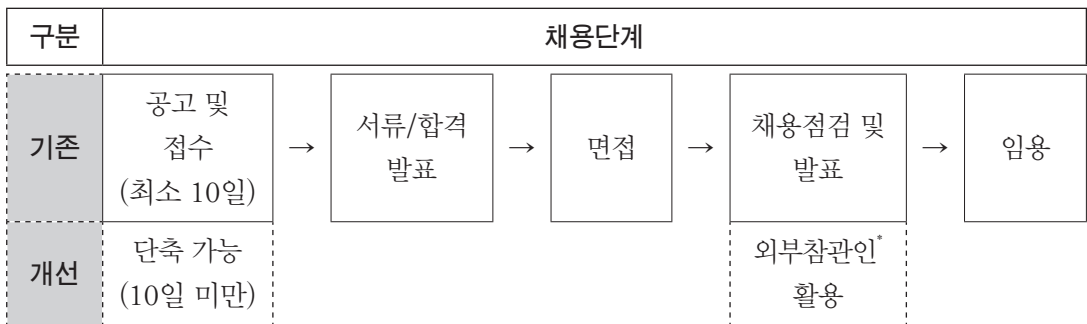 구분 채용단계
기존
공고 및
접수
(최소 10일)
→
서류/합격
발표
→
면접
→
채용점검 및
발표
→
임용
개선
단축 가능
(10일 미만)
외부참관인*
활용